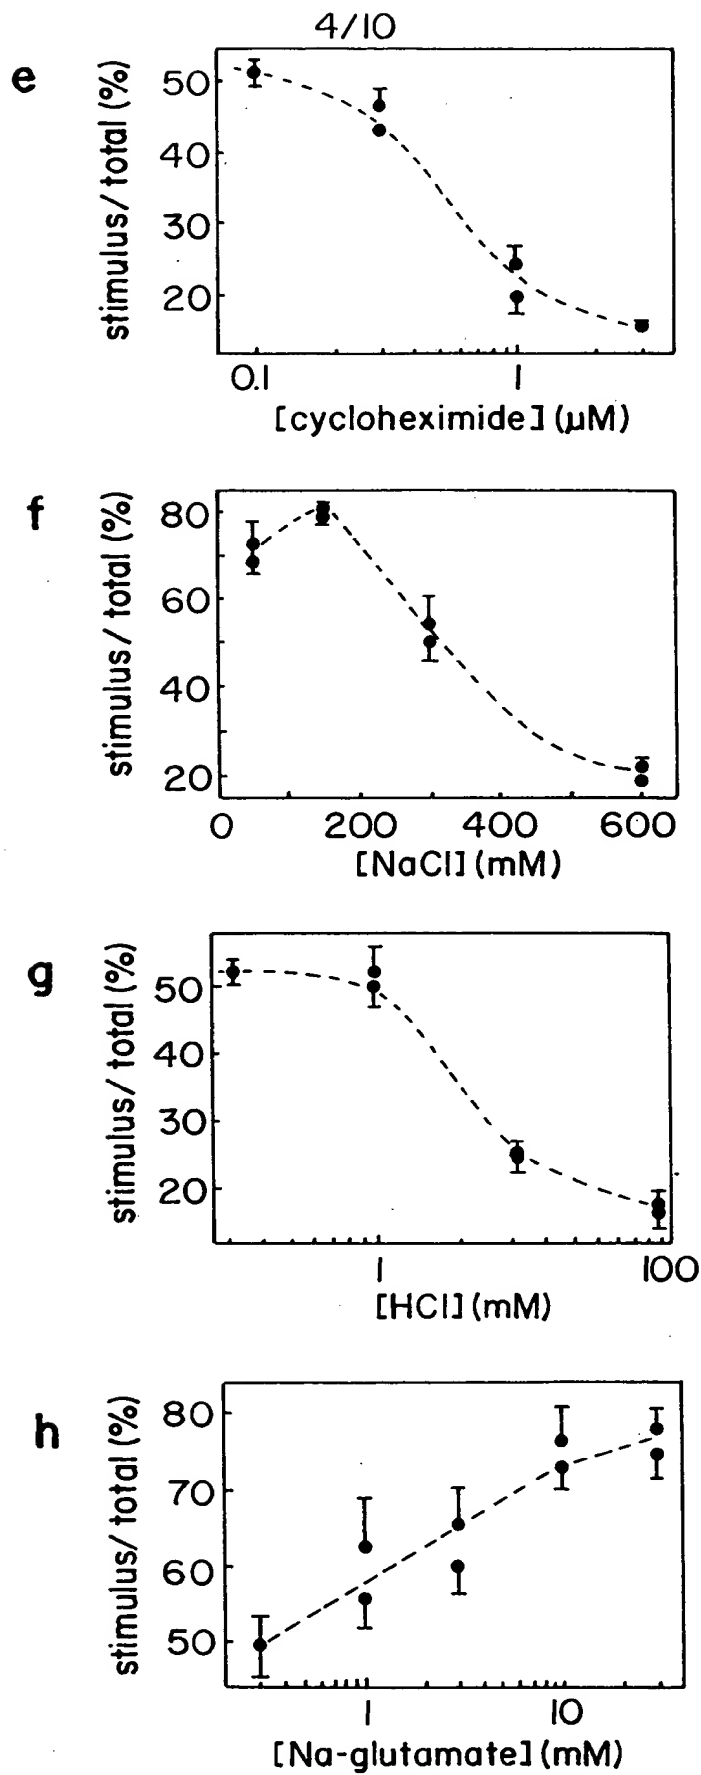 4/10
e
stimulus/total (%)
50
40
30
20
0.1 1
[cycloheximide] (µM)
f
stimulus/total (%)
80
60
40
20
0 200 400 600
[NaCl] (mM)
g
stimulus/total (%)
50
40
30
20
1 100
[HCl] (mM)
h
stimulus/total (%)
80
70
60
50
1 10
[Na-glutamate] (mM)